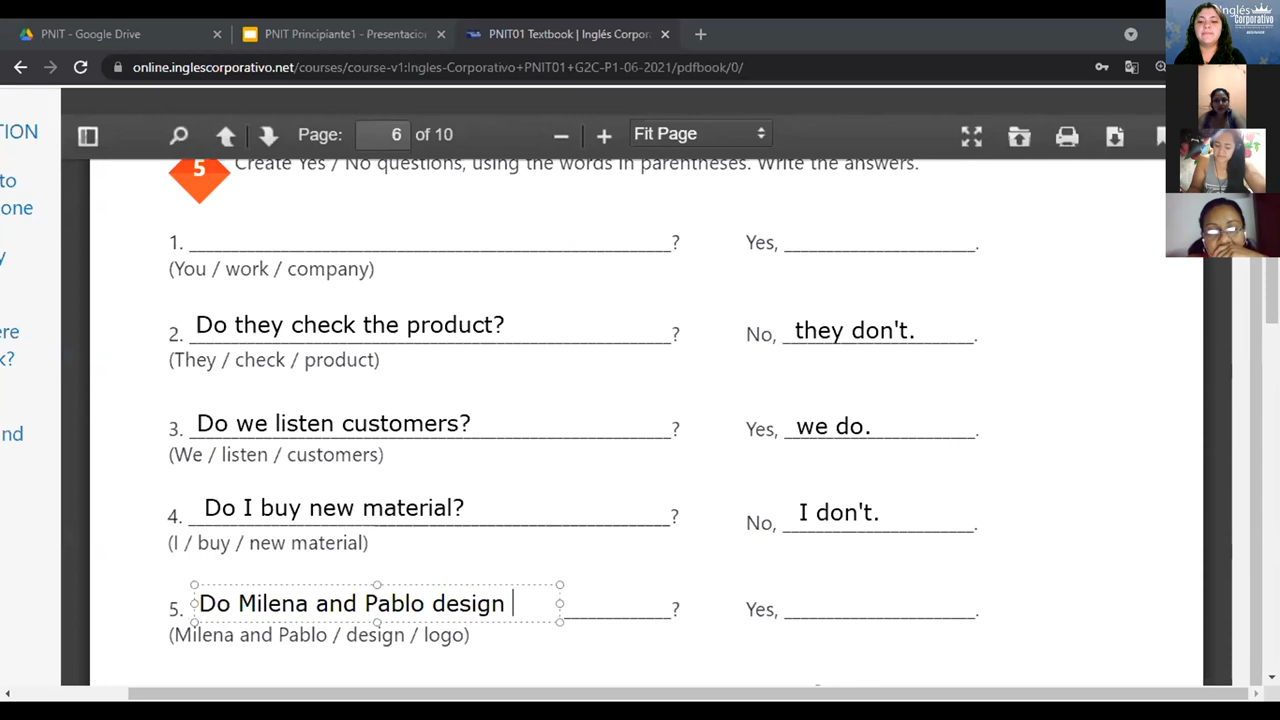 PNIT - Google Drive
PNIT Principiante1 - Presentacion
PNIT01 Textbook | Inglés Corpor
online.inglescorporativo.net/courses/course-v1:Ingles-Corporativo+PNIT01+G2C-P1-06-2021/pdfbook/0/
Inglés
Corporativo
Page: 6 of 10
Fit Page
TION
to
one
y
ere
k?
nd
5 Create Yes / No questions, using the words in parentheses. Write the answers.
1. ? Yes, .
(You / work / company)
2. Do they check the product? ? No, they don't. .
(They / check / product)
3. Do we listen customers? ? Yes, we do. .
(We / listen / customers)
4. Do I buy new material? ? No, I don't. .
(I / buy / new material)
5. Do Milena and Pablo design ? Yes, .
(Milena and Pablo / design / logo)